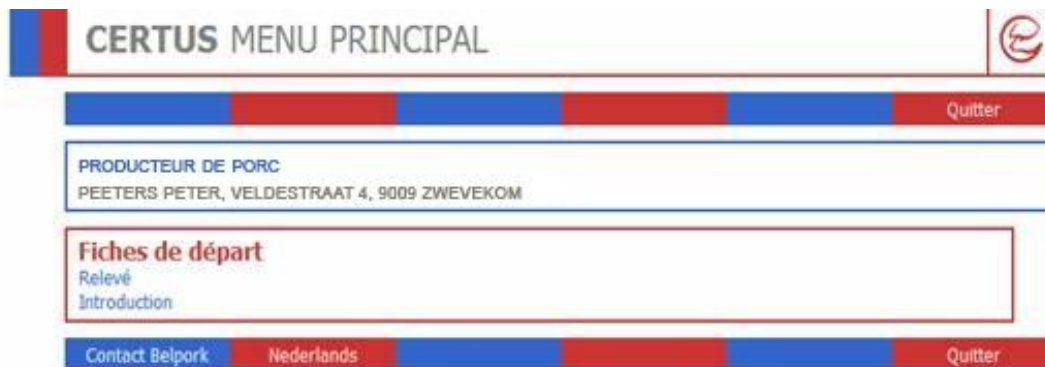 CERTUS MENU PRINCIPAL
Quitter
PRODUCTEUR DE PORC
PEETERS PETER, VELDESTRAAT 4, 9009 ZWEVEKOM
Fiches de départ
Relevé
Introduction
Contact Belpork Nederlands Quitter